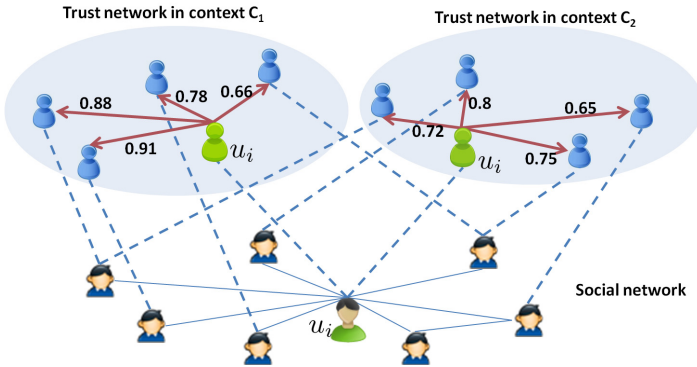 Trust network in context C₁
Trust network in context C₂
0.88
0.78
0.66
0.91
uᵢ
0.72
0.8
0.65
0.75
uᵢ
Social network
uᵢ